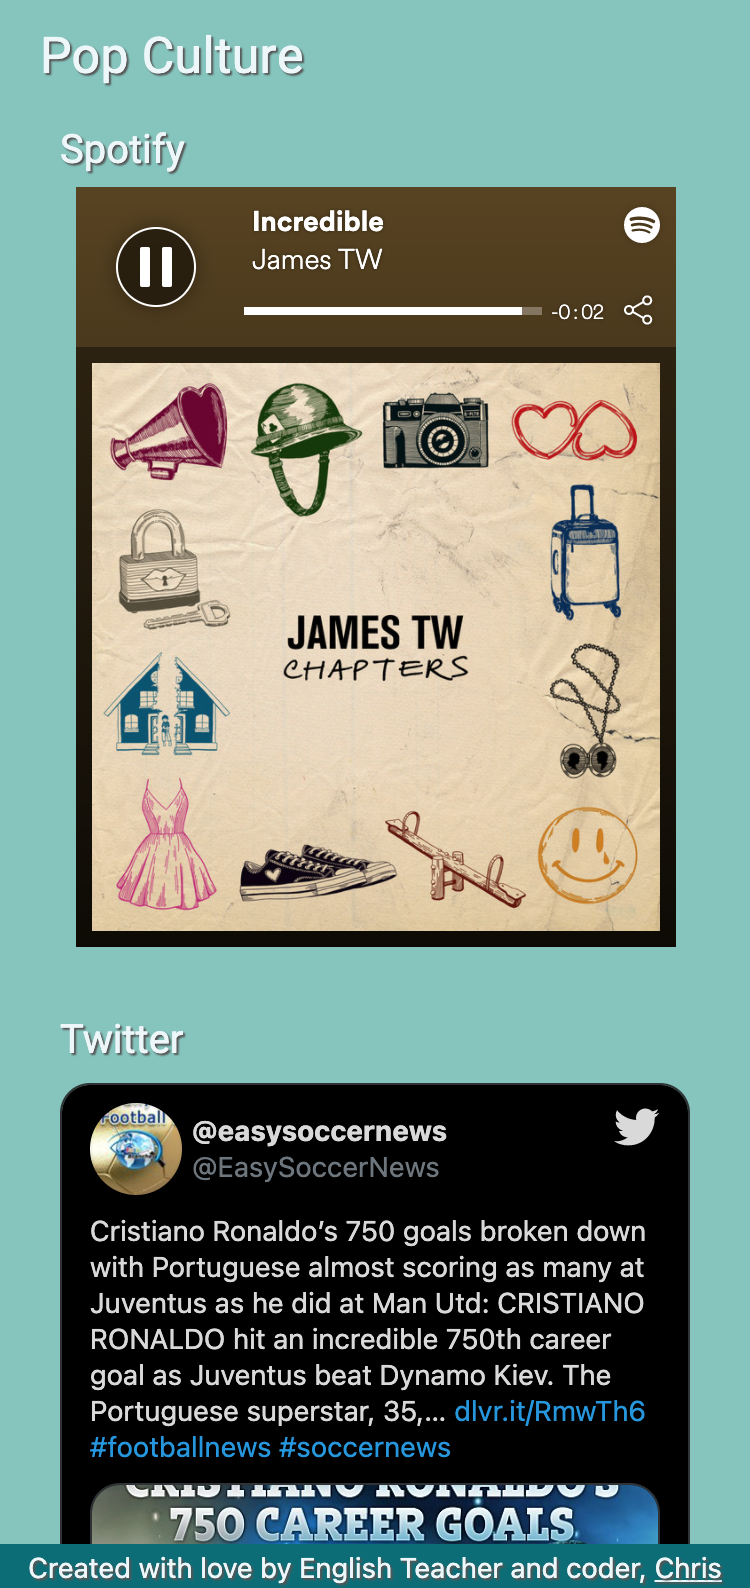 Pop Culture
Spotify
Incredible
James TW
-0:02
JAMES TW
CHAPTERS
Twitter
Football
@easysoccernews
@EasySoccerNews
Cristiano Ronaldo’s 750 goals broken down
with Portuguese almost scoring as many at
Juventus as he did at Man Utd: CRISTIANO
RONALDO hit an incredible 750th career
goal as Juventus beat Dynamo Kiev. The
Portuguese superstar, 35,... dlvr.it/RmwTh6
#footballnews #soccernews
CRISTIANO RONALDO'S
750 CAREER GOALS
Created with love by English Teacher and coder, Chris